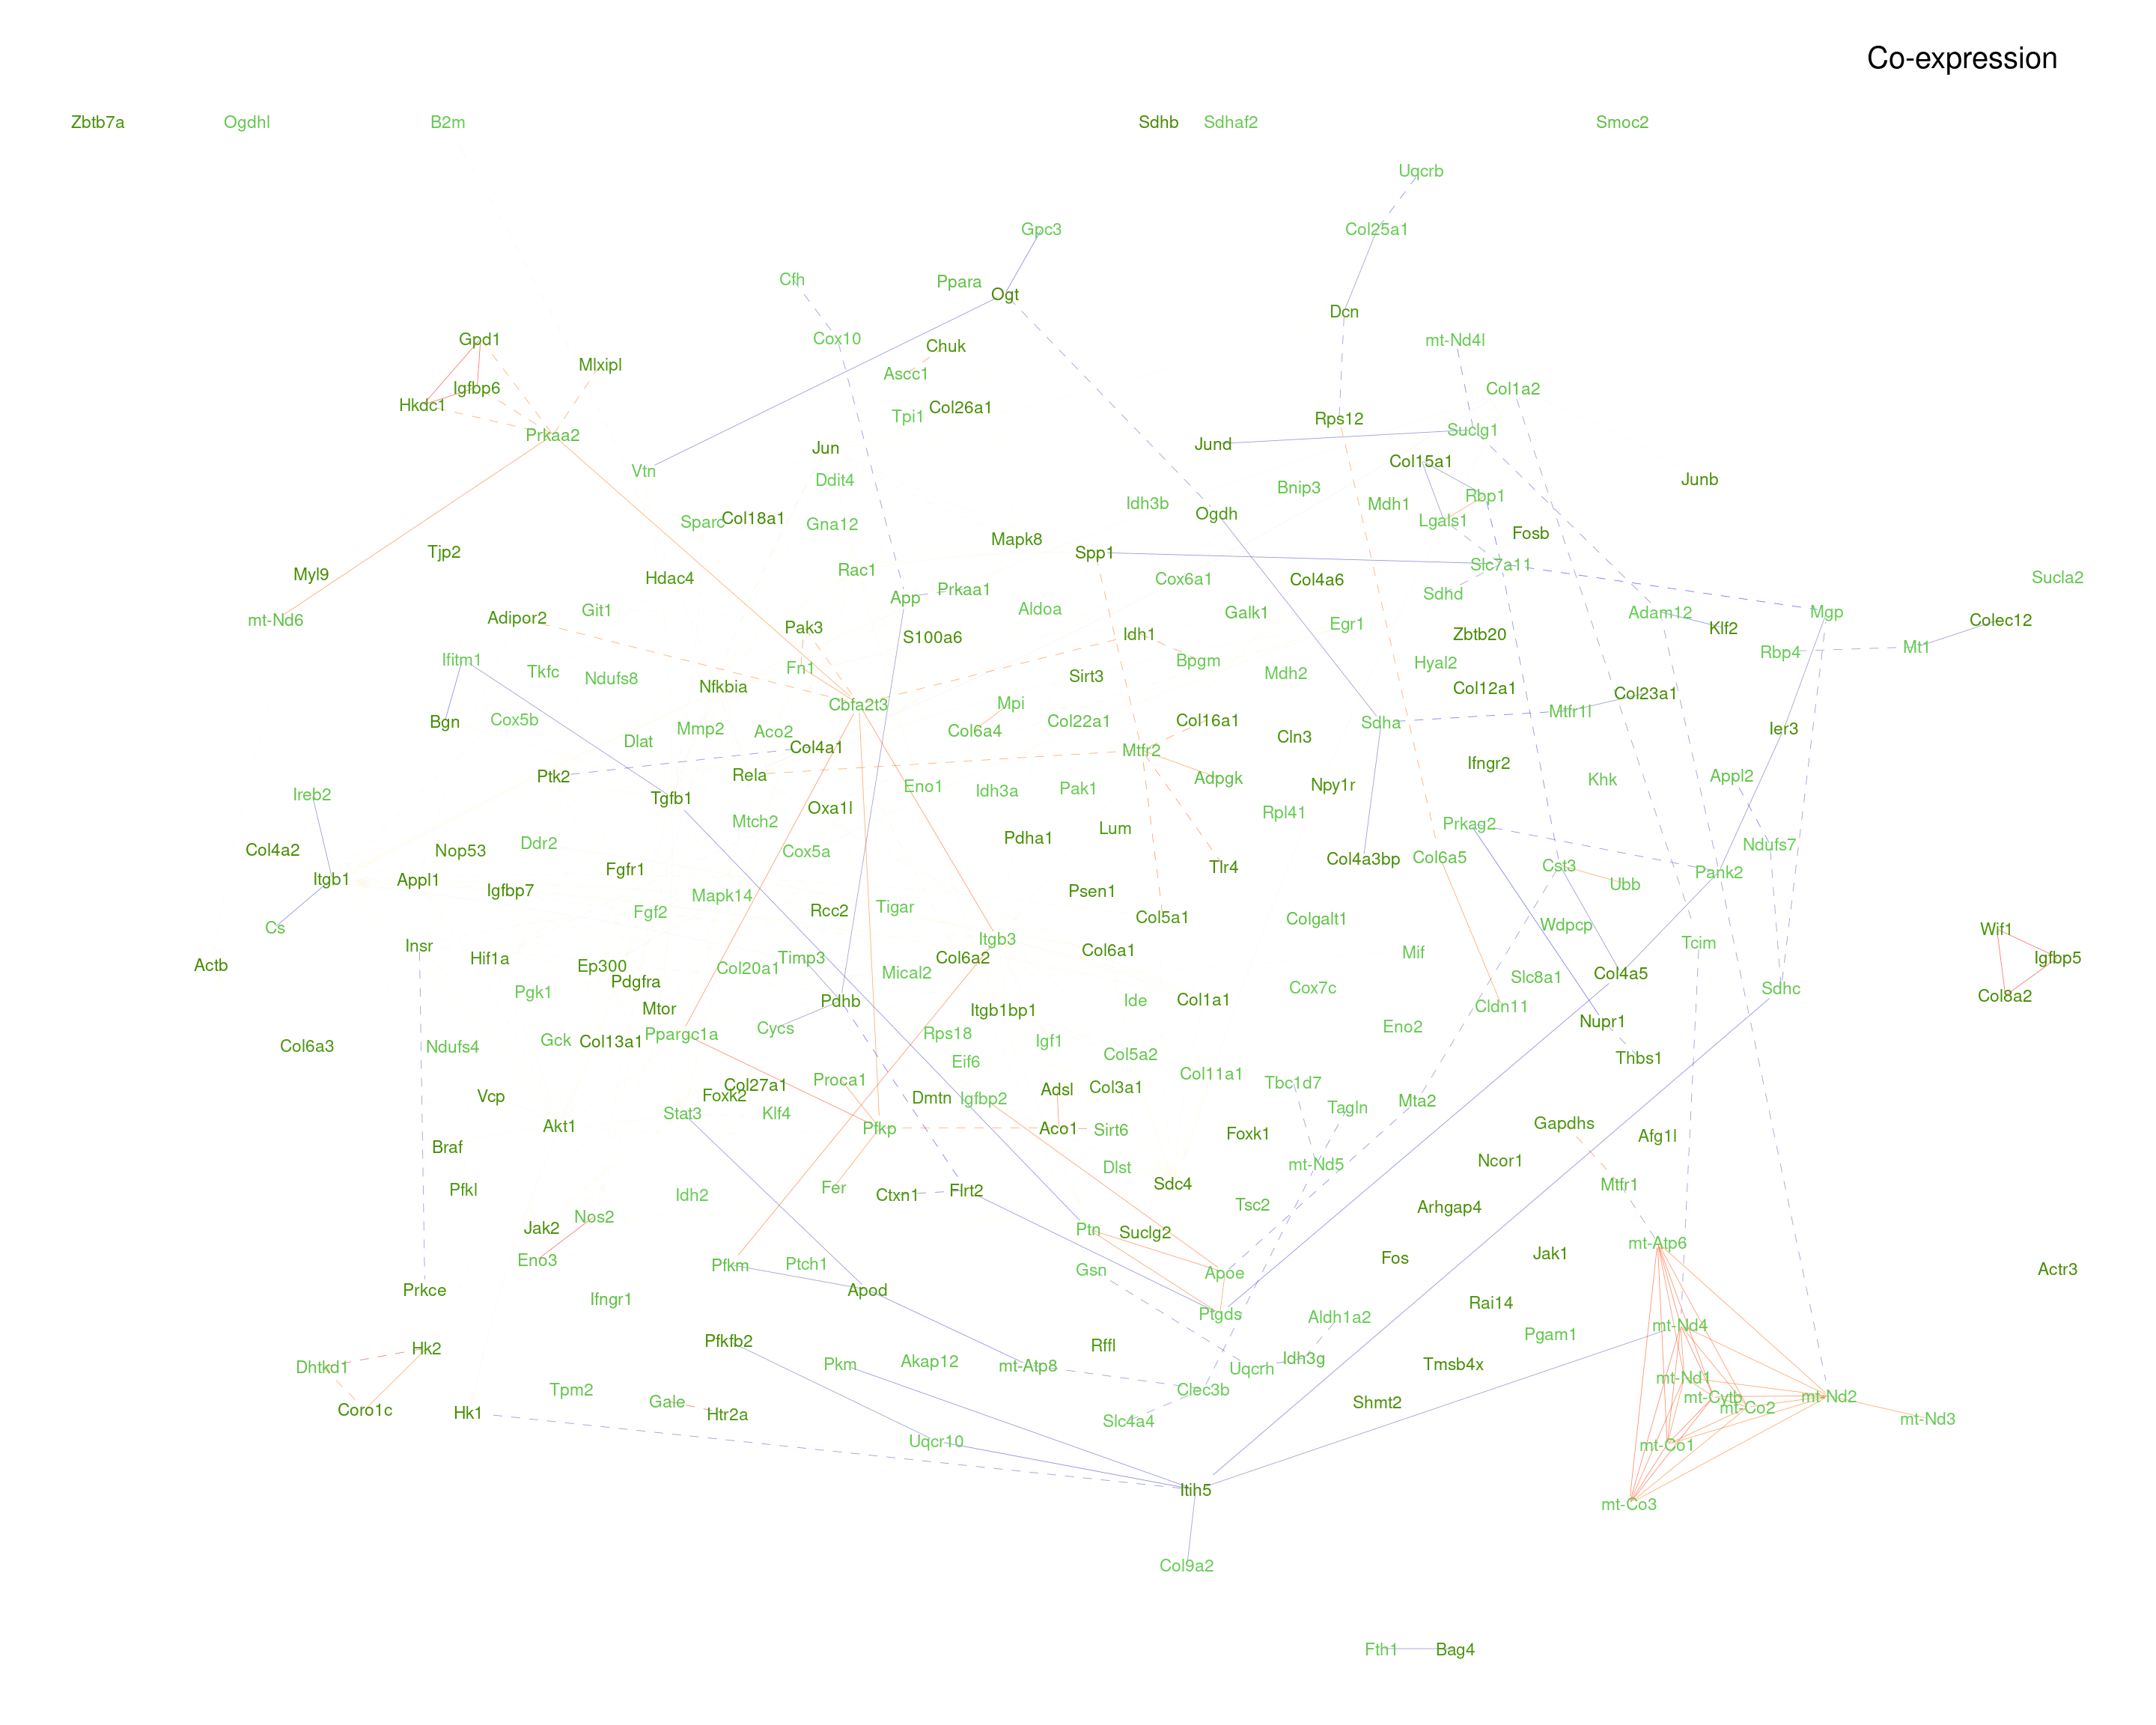 Co-expression
Zbtb7a
Ogdhl
B2m
Sdhb
Sdhaf2
Smoc2
Uqcrb
Gpc3
Col25a1
Cfh
Ppara
Ogt
Dcn
Gpd1
Cox10
Chuk
mt-Nd4l
Mlxipl
Ascc1
Igfbp6
Col1a2
Hkdc1
Tpi1
Col26a1
Rps12
Prkaa2
Suclg1
Jun
Jund
Col15a1
Vtn
Ddit4
Junb
Bnip3
Rbp1
Idh3b
Mdh1
Ogdh
Sparc
Col18a1
Gna12
Lgals1
Fosb
Mapk8
Tjp2
Spp1
Slc7a11
Myl9
Hdac4
Rac1
Cox6a1
Col4a6
Sucla2
App
Prkaa1
Sdhd
Git1
Aldoa
Galk1
Adam12
Mgp
mt-Nd6
Adipor2
Pak3
Egr1
Klf2
Colec12
S100a6
Idh1
Zbtb20
Ifitm1
Fn1
Bpgm
Hyal2
Rbp4
Mt1
Tkfc
Ndufs8
Nfkbia
Sirt3
Mdh2
Col12a1
Col23a1
Cbfa2t3
Mpi
Mtfr1l
Bgn
Cox5b
Mmp2
Aco2
Col6a4
Col22a1
Col16a1
Sdha
Ier3
Dlat
Col4a1
Mtfr2
Cln3
Ptk2
Rela
Adpgk
Ifngr2
Khk
Appl2
Ireb2
Tgfb1
Eno1
Idh3a
Pak1
Npy1r
Oxa1l
Rpl41
Mtch2
Lum
Prkag2
Col4a2
Nop53
Ddr2
Cox5a
Pdha1
Col4a3bp
Col6a5
Ndufs7
Itgb1
Appl1
Igfbp7
Fgfr1
Tlr4
Cst3
Pank2
Mapk14
Psen1
Ubb
Fgf2
Rcc2
Tigar
Col5a1
Colgalt1
Cs
Wdpcp
Wif1
Insr
Itgb3
Tcim
Actb
Hif1a
Ep300
Col20a1
Timp3
Col6a2
Col6a1
Mif
Igfbp5
Pdgfra
Mical2
Slc8a1
Col4a5
Pgk1
Pdhb
Ide
Col1a1
Cox7c
Sdhc
Col8a2
Mtor
Itgb1bp1
Cldn11
Col6a3
Ndufs4
Gck
Col13a1
Ppargc1a
Cycs
Rps18
Igf1
Eno2
Nupr1
Eif6
Col5a2
Thbs1
Vcp
Foxk2
Col27a1
Proca1
Dmtn
Igfbp2
Adsl
Col3a1
Col11a1
Tbc1d7
Akt1
Stat3
Klf4
Pfkp
Aco1
Sirt6
Foxk1
Tagln
Mta2
Gapdhs
Braf
Afg1l
Pfkl
Idh2
Fer
Ctxn1
Flrt2
Dlst
Sdc4
mt-Nd5
Ncor1
Mtfr1
Jak2
Nos2
Ptn
Suclg2
Tsc2
Arhgap4
Eno3
Pfkm
Ptch1
Gsn
Apoe
Fos
Jak1
mt-Atp6
Actr3
Prkce
Ifngr1
Apod
Ptgds
Aldh1a2
Rai14
mt-Nd4
Pgam1
Hk2
Pfkfb2
Rffl
Dhtkd1
Pkm
Akap12
mt-Atp8
Uqcrh
Idh3g
Tmsb4x
mt-Nd1
Coro1c
Hk1
Tpm2
Gale
Htr2a
Clec3b
Shmt2
mt-Cytb
mt-Co2
mt-Nd2
Slc4a4
mt-Nd3
Uqcr10
mt-Co1
Itih5
mt-Co3
Col9a2
Fth1
Bag4